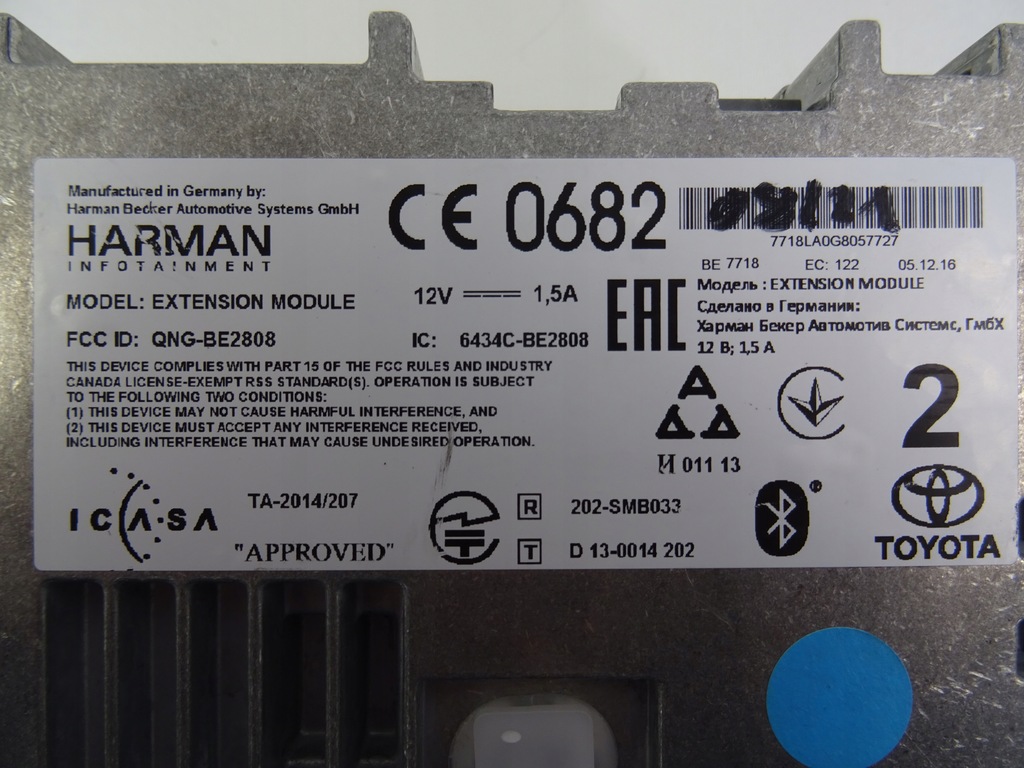 Manufactured in Germany by:
Harman Becker Automotive Systems GmbH
HARMAN
INFOTAINMENT
CE 0682
7718LA0G8057727
BE 7718 EC: 122 05.12.16
MODEL: EXTENSION MODULE
12V 1,5A
EAC
Модель : EXTENSION MODULE
Сделано в Германии:
Харман Бекер Аутомотив Системс, ГмбХ
12 В; 1,5 А
FCC ID: QNG-BE2808
IC: 6434C-BE2808
THIS DEVICE COMPLIES WITH PART 15 OF THE FCC RULES AND INDUSTRY
CANADA LICENSE-EXEMPT RSS STANDARD(S). OPERATION IS SUBJECT
TO THE FOLLOWING TWO CONDITIONS:
(1) THIS DEVICE MAY NOT CAUSE HARMFUL INTERFERENCE, AND
(2) THIS DEVICE MUST ACCEPT ANY INTERFERENCE RECEIVED,
INCLUDING INTERFERENCE THAT MAY CAUSE UNDESIRED OPERATION.
И 011 13
2
ICASA
TA-2014/207
"APPROVED"
R 202-SMB033
T D 13-0014 202
®
TOYOTA